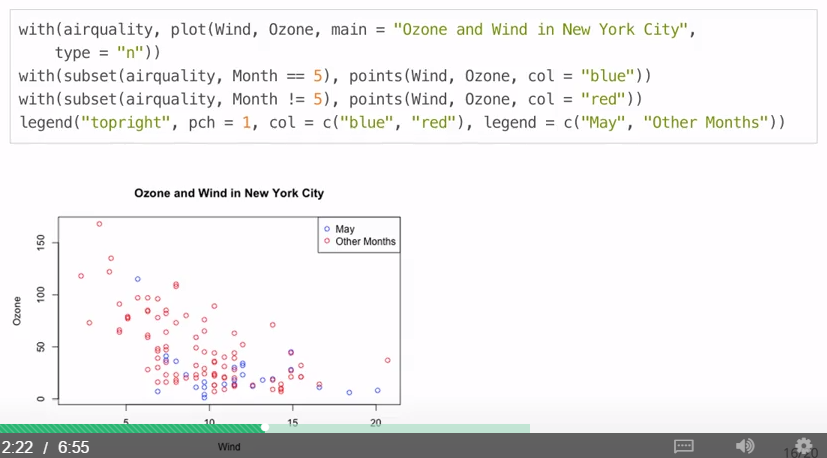 with(airquality, plot(Wind, Ozone, main = "Ozone and Wind in New York City",
    type = "n"))
with(subset(airquality, Month == 5), points(Wind, Ozone, col = "blue"))
with(subset(airquality, Month != 5), points(Wind, Ozone, col = "red"))
legend("topright", pch = 1, col = c("blue", "red"), legend = c("May", "Other Months"))
Ozone and Wind in New York City
May
Other Months
150
100
50
0
Ozone
5 10 15 20
Wind
2:22 / 6:55
16/20